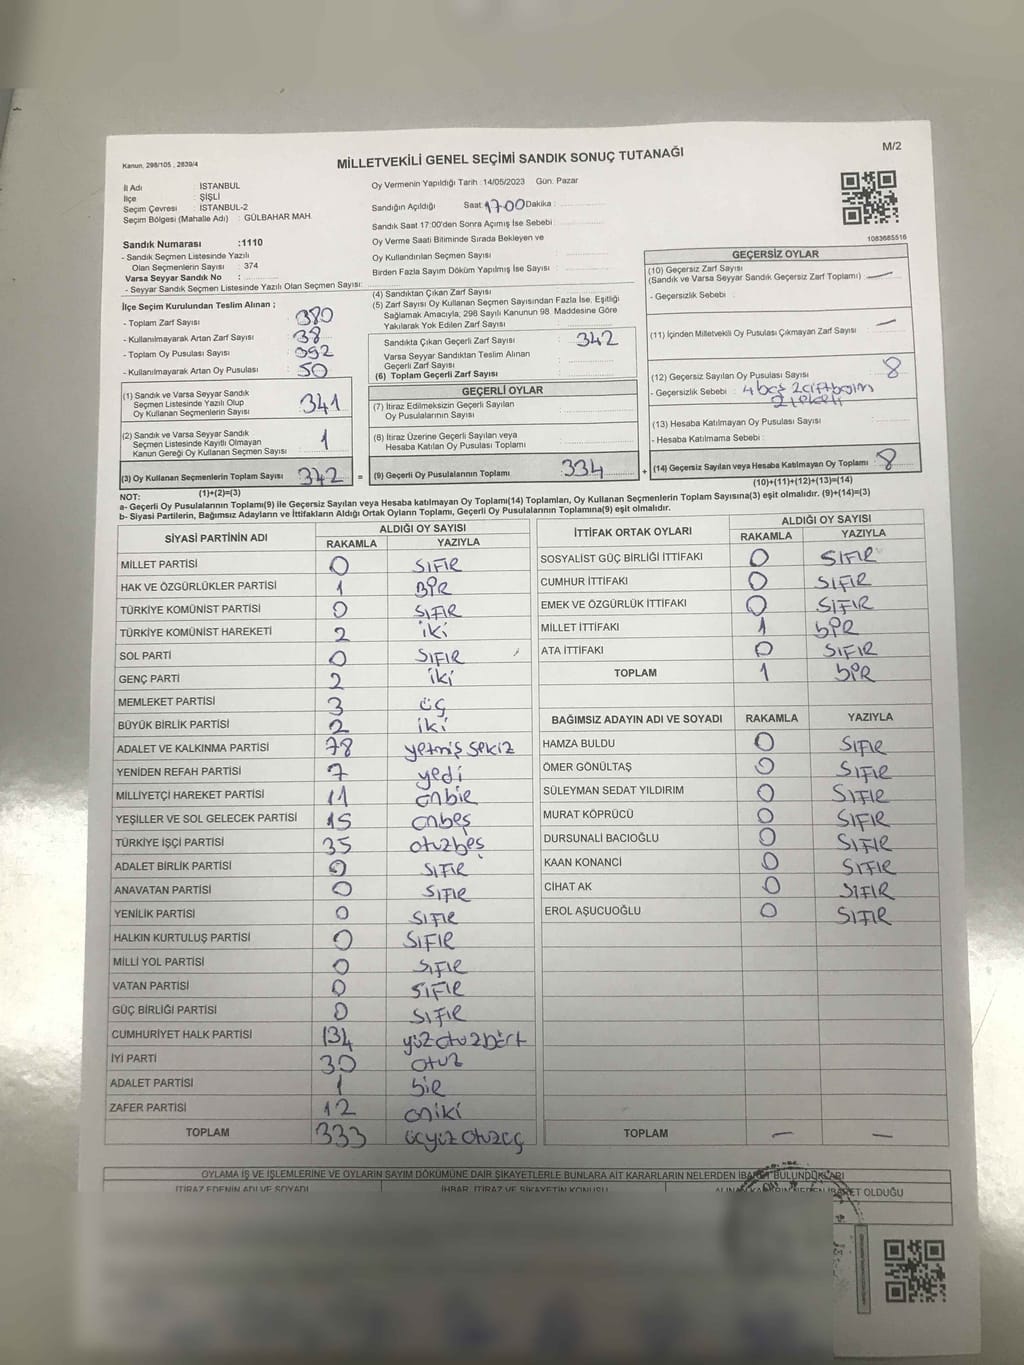 Kanun, 298/105 , 2839/4
MİLLETVEKİLİ GENEL SEÇİMİ SANDIK SONUÇ TUTANAĞI
M/2
İl Adı : İSTANBUL
İlçe : ŞİŞLİ
Seçim Çevresi : İSTANBUL-2
Seçim Bölgesi (Mahalle Adı) : GÜLBAHAR MAH.
Oy Vermenin Yapıldığı Tarih :14/05/2023 Gün: Pazar
Sandığın Açıldığı Saat: 17:00 Dakika :
Sandık Saat 17:00'den Sonra Açımış İse Sebebi :
Oy Verme Saati Bitiminde Sırada Bekleyen ve
Oy Kullandırılan Seçmen Sayısı :
Birden Fazla Sayım Döküm Yapılmış İse Sayısı :
1083685516
Sandık Numarası :1110
- Sandık Seçmen Listesinde Yazılı
Olan Seçmenlerin Sayısı : 374
Varsa Seyyar Sandık No :
- Seyyar Sandık Seçmen Listesinde Yazılı Olan Seçmen Sayısı:
İlçe Seçim Kurulundan Teslim Alınan ;
- Toplam Zarf Sayısı : 380
- Kullanılmayarak Artan Zarf Sayısı : 38
- Toplam Oy Pusulası Sayısı : 392
- Kullanılmayarak Artan Oy Pusulası : 50
(1) Sandık ve Varsa Seyyar Sandık
Seçmen Listesinde Yazılı Olup
Oy Kullanan Seçmenlerin Sayısı : 341
(2) Sandık ve Varsa Seyyar Sandık
Seçmen Listesinde Kayıtlı Olmayan
Kanun Gereği Oy Kullanan Seçmen Sayısı : 1
(3) Oy Kullanan Seçmenlerin Toplam Sayısı : 342
(1)+(2)=(3)
(4) Sandıktan Çıkan Zarf Sayısı :
(5) Zarf Sayısı Oy Kullanan Seçmen Sayısından Fazla İse, Eşitliği
Sağlamak Amacıyla, 298 Sayılı Kanunun 98. Maddesine Göre
Yakılarak Yok Edilen Zarf Sayısı :
Sandıkta Çıkan Geçerli Zarf Sayısı : 342
Varsa Seyyar Sandıktan Teslim Alınan
Geçerli Zarf Sayısı :
(6) Toplam Geçerli Zarf Sayısı :
GEÇERLİ OYLAR
(7) İtiraz Edilmeksizin Geçerli Sayılan
Oy Pusulalarının Sayısı :
(8) İtiraz Üzerine Geçerli Sayılan veya
Hesaba Katılan Oy Pusulası Toplamı :
= (9) Geçerli Oy Pusulalarının Toplamı : 334 +
GEÇERSİZ OYLAR
(10) Geçersiz Zarf Sayısı
(Sandık ve Varsa Seyyar Sandık Geçersiz Zarf Toplamı) : —
- Geçersizlik Sebebi :
(11) İçinden Milletvekili Oy Pusulası Çıkmayan Zarf Sayısı : —
(12) Geçersiz Sayılan Oy Pusulası Sayısı : 8
- Geçersizlik Sebebi : 4 boş 2 çift basım
(13) Hesaba Katılmayan Oy Pusulası Sayısı :
- Hesaba Katılmama Sebebi :
(14) Geçersiz Sayılan veya Hesaba Katılmayan Oy Toplamı : 8
(10)+(11)+(12)+(13)=(14)
NOT:
a- Geçerli Oy Pusulalarının Toplamı(9) ile Geçersiz Sayılan veya Hesaba katılmayan Oy Toplamı(14) Toplamları, Oy Kullanan Seçmenlerin Toplam Sayısına(3) eşit olmalıdır. (9)+(14)=(3)
b- Siyasi Partilerin, Bağımsız Adayların ve İttifakların Aldığı Ortak Oyların Toplamı, Geçerli Oy Pusulalarının Toplamına(9) eşit olmalıdır.
SİYASİ PARTİNİN ADI ALDIĞI OY SAYISI
RAKAMLA YAZIYLA
MİLLET PARTİSİ 0 SIFIR
HAK VE ÖZGÜRLÜKLER PARTİSİ 1 BİR
TÜRKİYE KOMÜNİST PARTİSİ 0 SIFIR
TÜRKİYE KOMÜNİST HAREKETİ 2 iki
SOL PARTİ 0 SIFIR
GENÇ PARTİ 2 iki
MEMLEKET PARTİSİ 3 üç
BÜYÜK BİRLİK PARTİSİ 2 iki
ADALET VE KALKINMA PARTİSİ 78 yetmiş sekiz
YENİDEN REFAH PARTİSİ 7 yedi
MİLLİYETÇİ HAREKET PARTİSİ 11 onbir
YEŞİLLER VE SOL GELECEK PARTİSİ 15 onbeş
TÜRKİYE İŞÇİ PARTİSİ 35 otuzbeş
ADALET BİRLİK PARTİSİ 0 SIFIR
ANAVATAN PARTİSİ 0 SIFIR
YENİLİK PARTİSİ 0 SIFIR
HALKIN KURTULUŞ PARTİSİ 0 SIFIR
MİLLİ YOL PARTİSİ 0 SIFIR
VATAN PARTİSİ 0 SIFIR
GÜÇ BİRLİĞİ PARTİSİ 0 SIFIR
CUMHURİYET HALK PARTİSİ 134 yüzotuzdört
İYİ PARTİ 30 otuz
ADALET PARTİSİ 1 bir
ZAFER PARTİSİ 12 oniki
TOPLAM 333 üçyüzotuzüç
İTTİFAK ORTAK OYLARI ALDIĞI OY SAYISI
RAKAMLA YAZIYLA
SOSYALİST GÜÇ BİRLİĞİ İTTİFAKI 0 SIFIR
CUMHUR İTTİFAKI 0 SIFIR
EMEK VE ÖZGÜRLÜK İTTİFAKI 0 SIFIR
MİLLET İTTİFAKI 1 bİR
ATA İTTİFAKI 0 SIFIR
TOPLAM 1 bİR
BAĞIMSIZ ADAYIN ADI VE SOYADI RAKAMLA YAZIYLA
HAMZA BULDU 0 SIFIR
ÖMER GÖNÜLTAŞ 0 SIFIR
SÜLEYMAN SEDAT YILDIRIM 0 SIFIR
MURAT KÖPRÜCÜ 0 SIFIR
DURSUNALİ BACIOĞLU 0 SIFIR
KAAN KONANCİ 0 SIFIR
CİHAT AK 0 SIFIR
EROL AŞUCUOĞLU 0 SIFIR
TOPLAM — —
OYLAMA İŞ VE İŞLEMLERİNE VE OYLARIN SAYIM DÖKÜMÜNE DAİR ŞİKAYETLERLE BUNLARA AİT KARARLARIN NELERDEN İBARET BULUNDUKLARI
İTİRAZ EDENİN ADI VE SOYADI İHBAR, İTİRAZ VE ŞİKAYETİN KONUSU ALINAN KARARIN NEDEN İBARET OLDUĞU